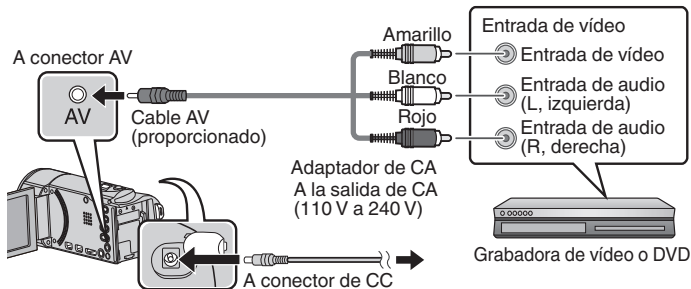 A conector AV
AV
Cable AV
(proporcionado)
Amarillo
Blanco
Rojo
Entrada de vídeo
Entrada de vídeo
Entrada de audio
(L, izquierda)
Entrada de audio
(R, derecha)
Adaptador de CA
A la salida de CA
(110 V a 240 V)
A conector de CC
Grabadora de vídeo o DVD